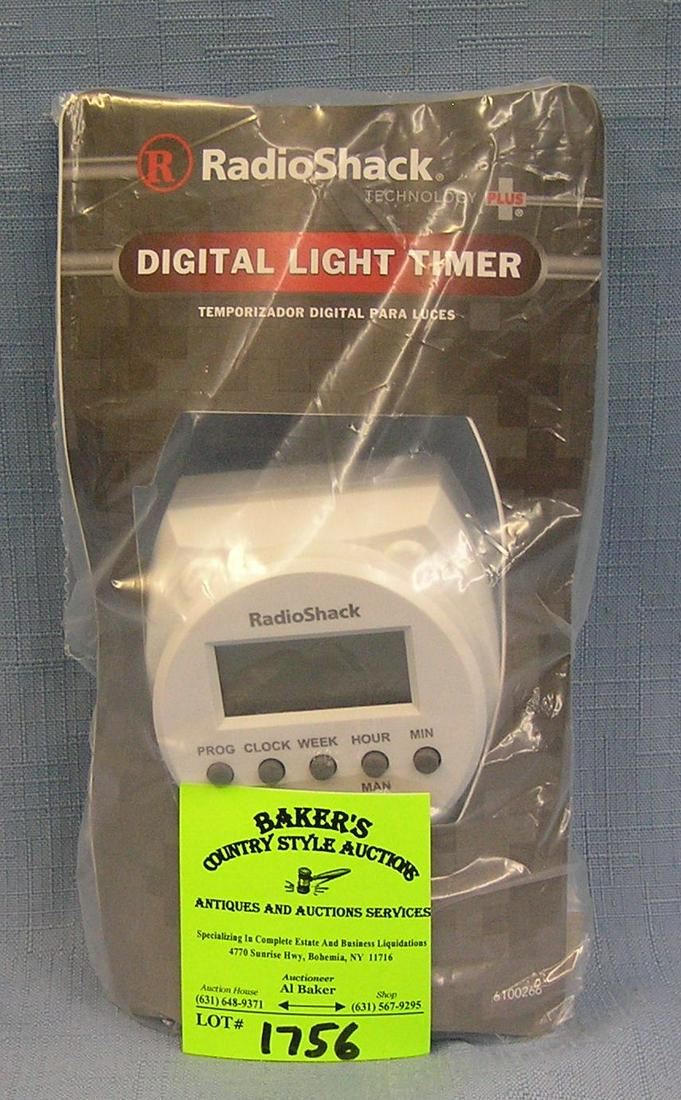 R RadioShack®
TECHNOLOGY PLUS®
DIGITAL LIGHT TIMER
TEMPORIZADOR DIGITAL PARA LUCES
RadioShack
PROG CLOCK WEEK HOUR MIN
MAN
BAKER'S
COUNTRY STYLE AUCTIONS
ANTIQUES AND AUCTIONS SERVICES
Specializing In Complete Estate And Business Liquidations
4770 Sunrise Hwy, Bohemia, NY 11716
Auctioneer
Auction House Al Baker Shop
(631) 648-9371 (631) 567-9295
LOT# 1756
6100266